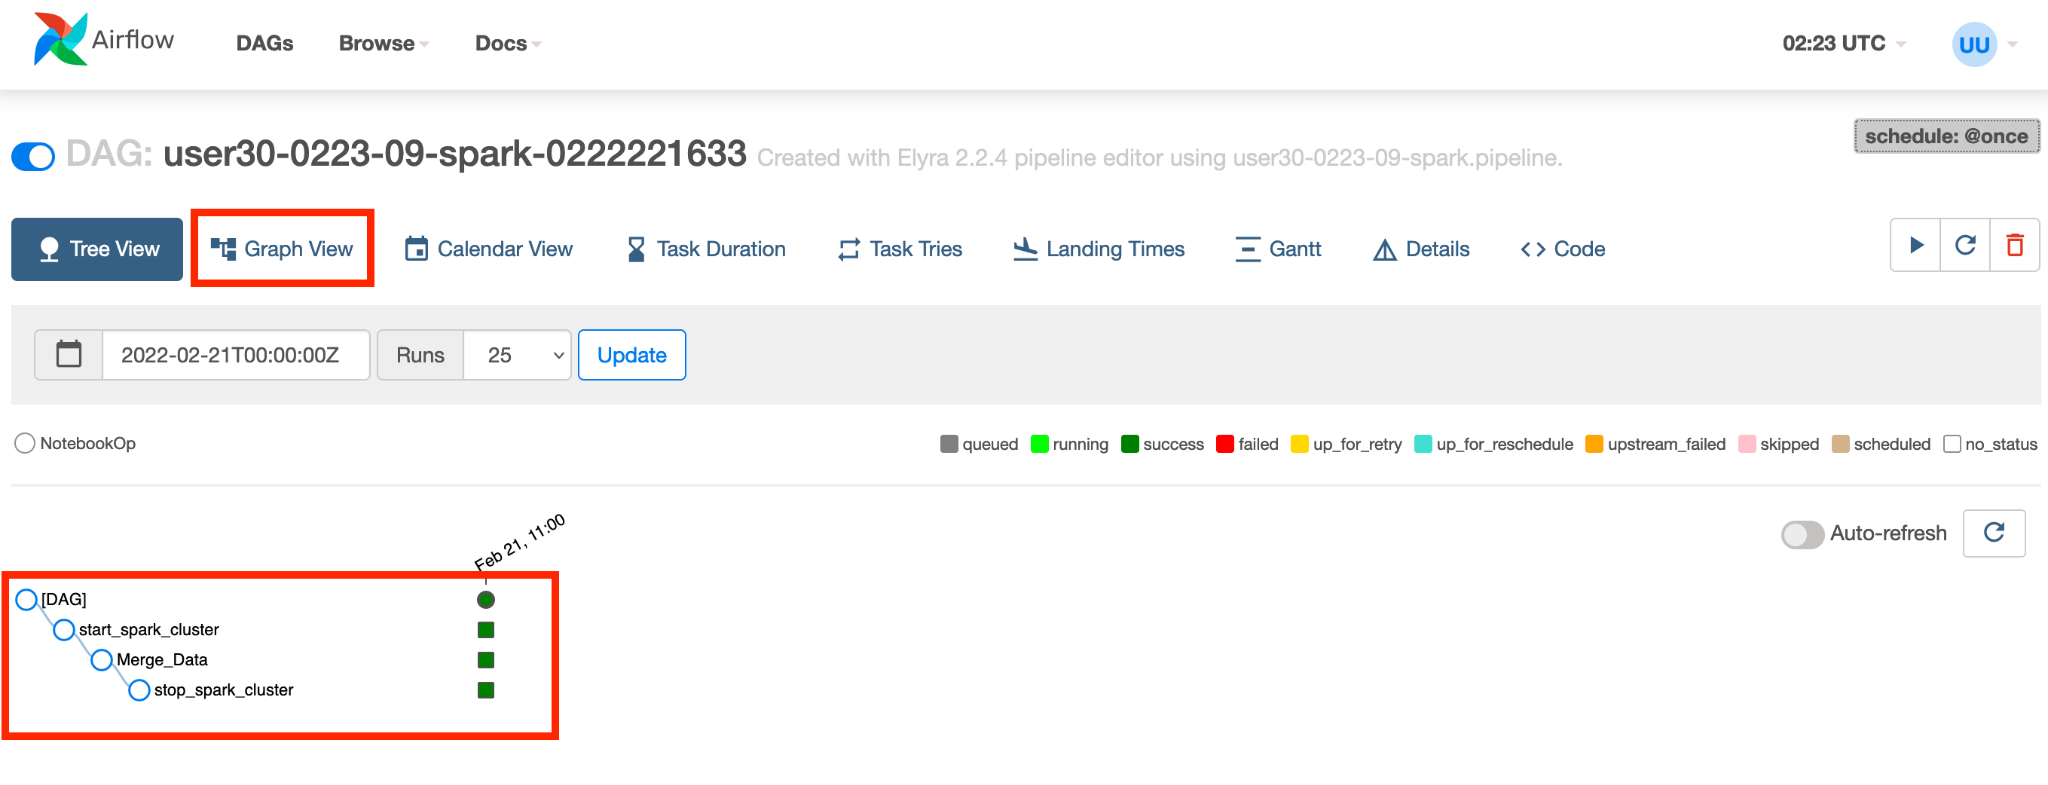 Airflow DAGs Browse Docs 02:23 UTC UU
schedule: @once
DAG: user30-0223-09-spark-0222221633 Created with Elyra 2.2.4 pipeline editor using user30-0223-09-spark.pipeline.
Tree View Graph View Calendar View Task Duration Task Tries Landing Times Gantt Details Code
2022-02-21T00:00:00Z Runs 25 Update
NotebookOp queued running success failed up_for_retry up_for_reschedule upstream_failed skipped scheduled no_status
Feb 21, 11:00
Auto-refresh
[DAG]
start_spark_cluster
Merge_Data
stop_spark_cluster